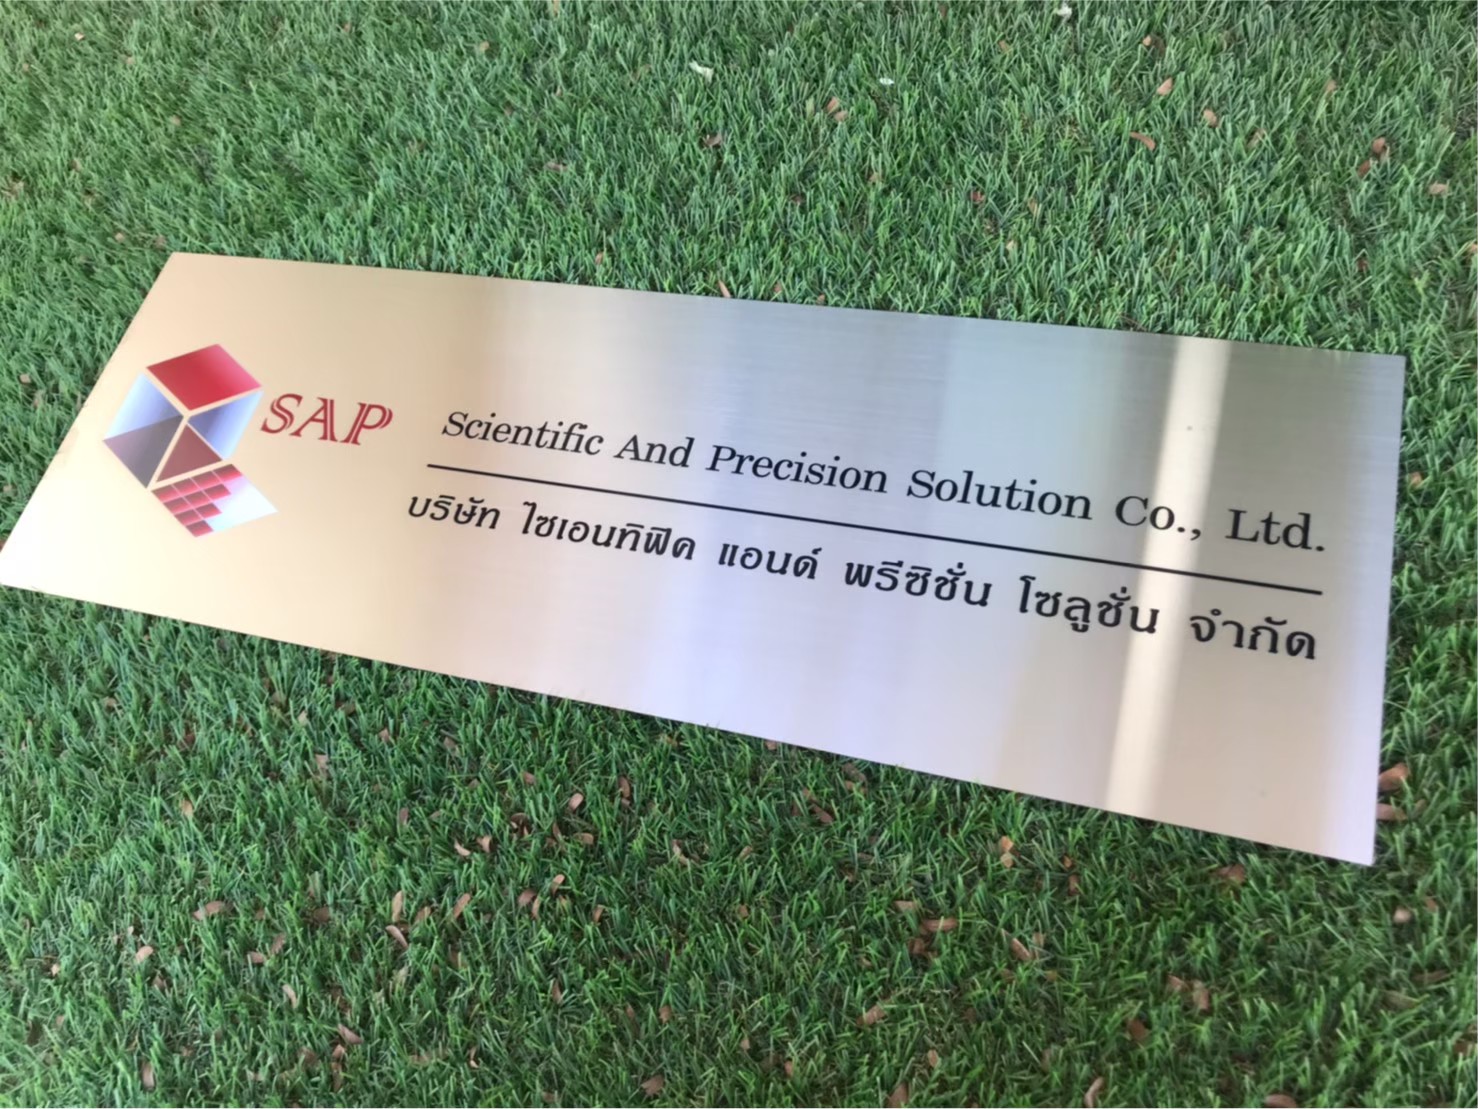 SAP
Scientific And Precision Solution Co., Ltd.
บริษัท ไซเอนทิฟิค แอนด์ พรีซิชั่น โซลูชั่น จำกัด